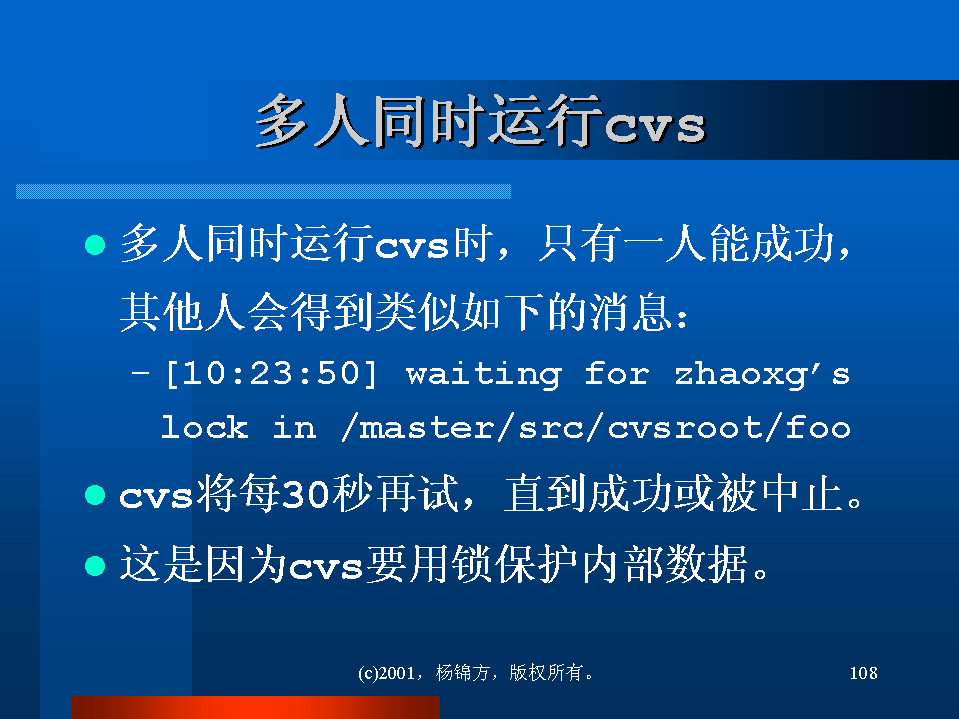 多人同时运行cvs
多人同时运行cvs时，只有一人能成功，
其他人会得到类似如下的消息：
–[10:23:50] waiting for zhaoxg’s
lock in /master/src/cvsroot/foo
cvs将每30秒再试，直到成功或被中止。
这是因为cvs要用锁保护内部数据。
(c)2001，杨锦方，版权所有。
108